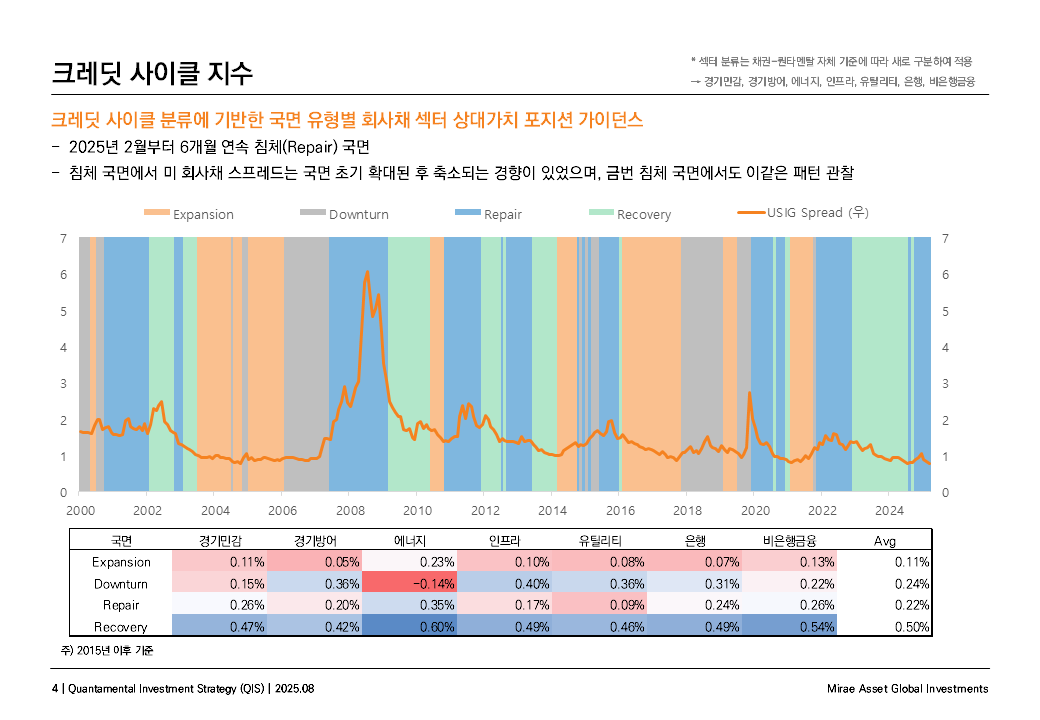 크레딧 사이클 지수
* 섹터 분류는 채권-퀀타멘탈 자체 기준에 따라 새로 구분하여 적용
→ 경기민감, 경기방어, 에너지, 인프라, 유틸리티, 은행, 비은행금융
크레딧 사이클 분류에 기반한 국면 유형별 회사채 섹터 상대가치 포지션 가이던스
- 2025년 2월부터 6개월 연속 침체(Repair) 국면
- 침체 국면에서 미 회사채 스프레드는 국면 초기 확대된 후 축소되는 경향이 있었으며, 금번 침체 국면에서도 이같은 패턴 관찰
Expansion Downturn Repair Recovery USIG Spread (우)
7 7
6 6
5 5
4 4
3 3
2 2
1 1
0 0
2000 2002 2004 2006 2008 2010 2012 2014 2016 2018 2020 2022 2024
국면 경기민감 경기방어 에너지 인프라 유틸리티 은행 비은행금융 Avg
Expansion 0.11% 0.05% 0.23% 0.10% 0.08% 0.07% 0.13% 0.11%
Downturn 0.15% 0.36% -0.14% 0.40% 0.36% 0.31% 0.22% 0.24%
Repair 0.26% 0.20% 0.35% 0.17% 0.09% 0.24% 0.26% 0.22%
Recovery 0.47% 0.42% 0.60% 0.49% 0.46% 0.49% 0.54% 0.50%
주) 2015년 이후 기준
4 | Quantamental Investment Strategy (QIS) | 2025.08
Mirae Asset Global Investments